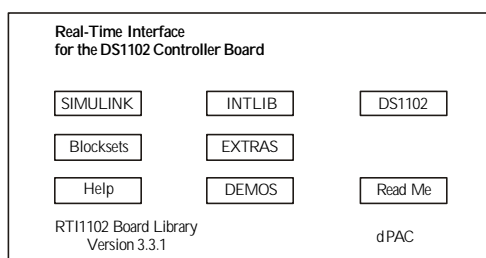 Real-Time Interface
for the DS1102 Controller Board
SIMULINK INTLIB DS1102
Blocksets EXTRAS
Help DEMOS Read Me
RTI1102 Board Library
Version 3.3.1
dPAC